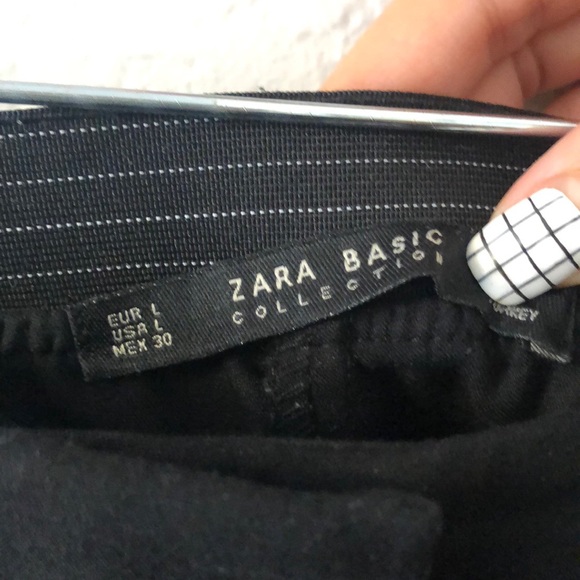 EUR L
USA L
MEX 30
ZARA BASIC
COLLECTION